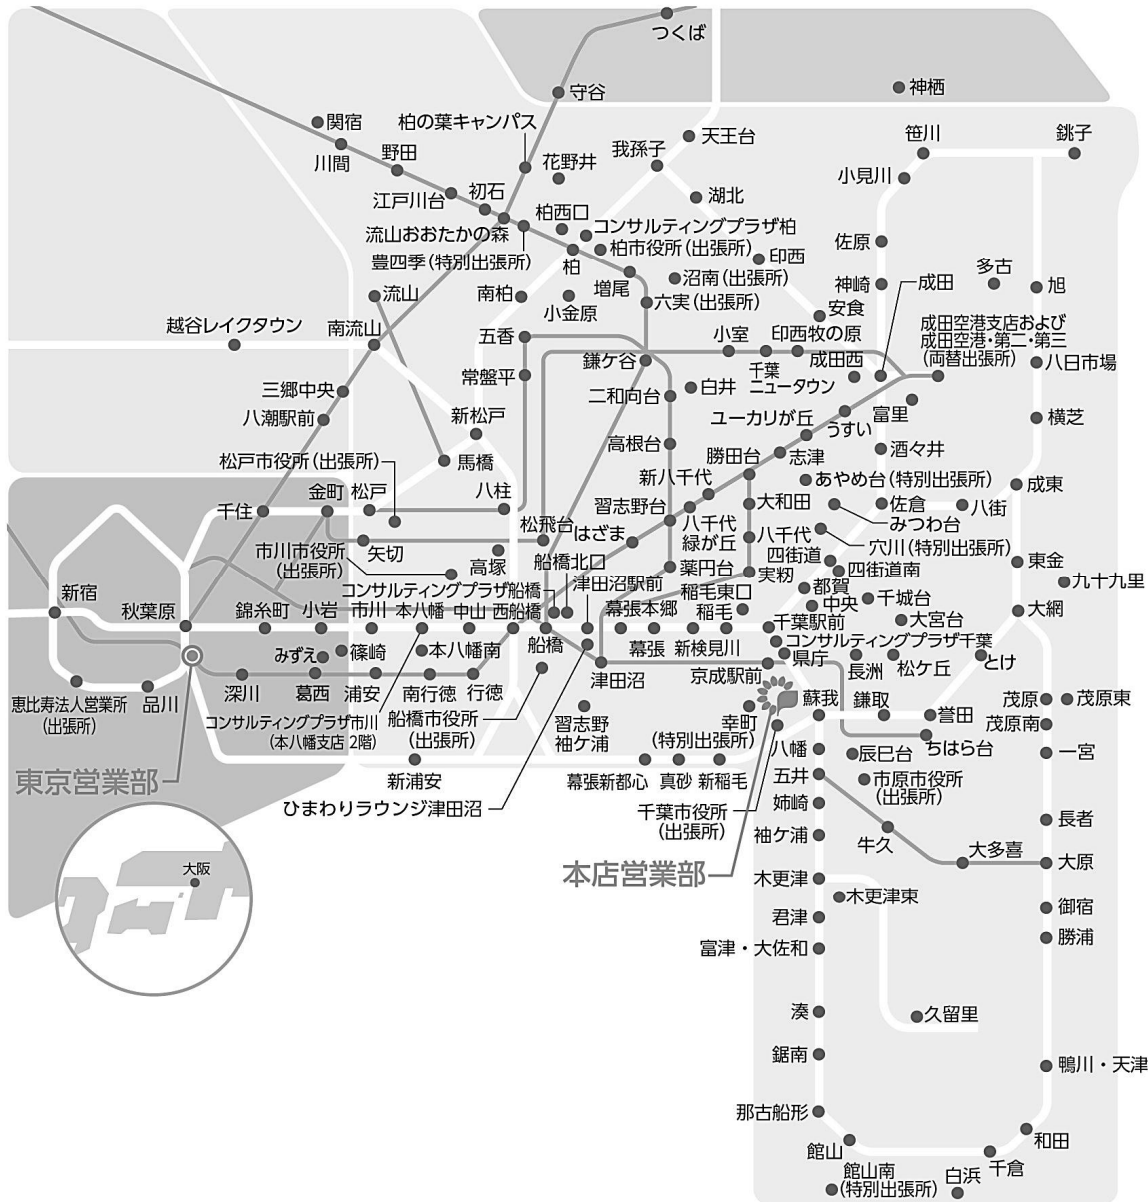 つくば
守谷
神栖
関宿
柏の葉キャンパス
天王台
川間
野田
花野井
我孫子
笹川
銚子
江戸川台
初石
湖北
小見川
流山おおたかの森
柏西口
コンサルティングプラザ柏
柏市役所(出張所)
豊四季(特別出張所)
柏
印西
佐原
沼南(出張所)
増尾
神崎
成田
多古
旭
流山
南柏
小金原
六実(出張所)
安食
越谷レイクタウン
南流山
五香
小室
印西牧の原
成田空港支店および
成田空港・第二・第三
(両替出張所)
鎌ケ谷
千葉
ニュータウン
成田西
八日市場
常盤平
白井
三郷中央
二和向台
富里
八潮駅前
新松戸
ユーカリが丘
うすい
横芝
高根台
酒々井
松戸市役所(出張所)
馬橋
勝田台
志津
新八千代
あやめ台(特別出張所)
成東
金町
松戸
八柱
千住
習志野台
大和田
佐倉
八街
みつわ台
松飛台
はざま
八千代
緑が丘
八千代
穴川(特別出張所)
矢切
市川市役所
(出張所)
高塚
船橋北口
四街道
東金
薬円台
実籾
四街道南
津田沼駅前
コンサルティングプラザ船橋
九十九里
新宿
秋葉原
稲毛東口
都賀
千城台
錦糸町
小岩
市川
本八幡
中山
西船橋
幕張本郷
稲毛
中央
大網
船橋
幕張
新検見川
千葉駅前
大宮台
コンサルティングプラザ千葉
みずえ
篠崎
本八幡南
県庁
長洲
松ケ丘
とけ
津田沼
京成駅前
恵比寿法人営業所
(出張所)
品川
深川
葛西
浦安
南行徳
行徳
コンサルティングプラザ市川
(本八幡支店 2階)
船橋市役所
(出張所)
習志野
袖ケ浦
幸町
蘇我
鎌取
誉田
茂原
茂原東
茂原南
ちはら台
(特別出張所)
八幡
辰巳台
一宮
東京営業部
新浦安
幕張新都心
真砂
新稲毛
五井
市原市役所
(出張所)
ひまわりラウンジ津田沼
千葉市役所
(出張所)
姉崎
長者
袖ケ浦
牛久
大多喜
大原
大阪
本店営業部
木更津
木更津東
御宿
君津
勝浦
富津・大佐和
湊
久留里
鋸南
鴨川・天津
那古船形
和田
館山
千倉
館山南
(特別出張所)
白浜